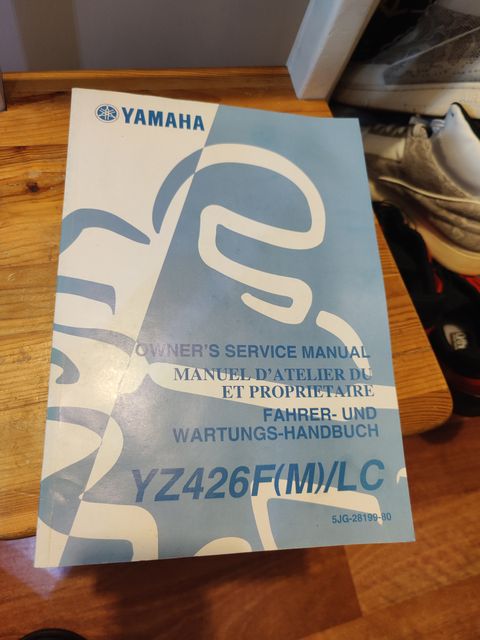 YAMAHA
OWNER'S SERVICE MANUAL
MANUEL D'ATELIER DU
ET PROPRIETAIRE
FAHRER- UND
WARTUNGS-HANDBUCH
YZ426F(M)/LC
5JG-28199-80